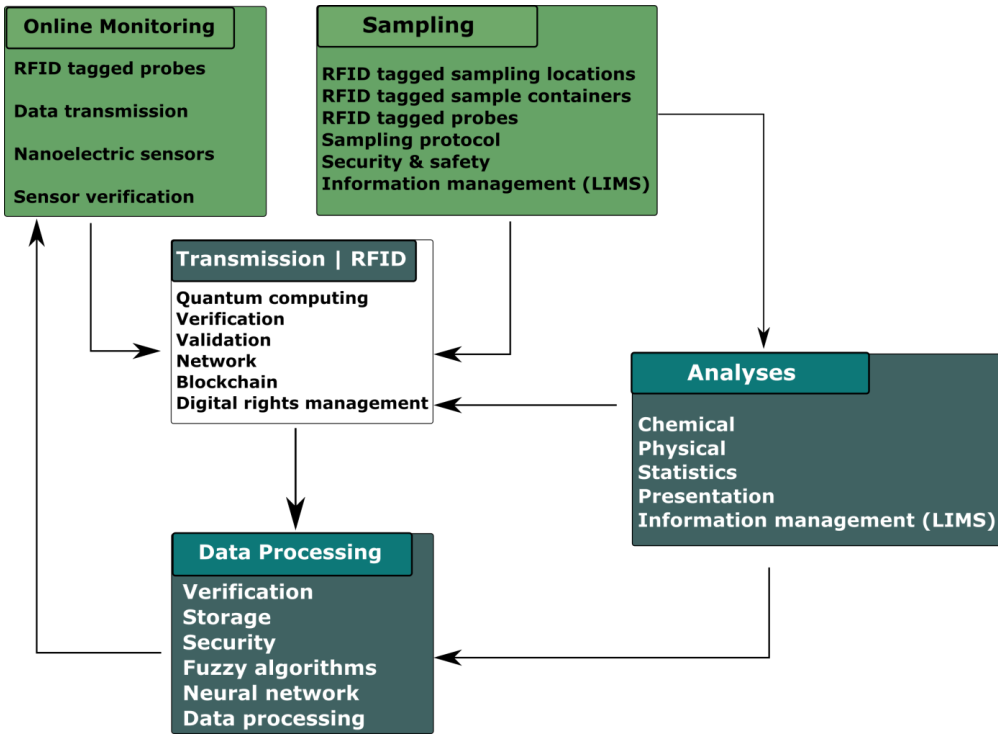 Online Monitoring
RFID tagged probes
Data transmission
Nanoelectric sensors
Sensor verification
Sampling
RFID tagged sampling locations
RFID tagged sample containers
RFID tagged probes
Sampling protocol
Security & safety
Information management (LIMS)
Transmission | RFID
Quantum computing
Verification
Validation
Network
Blockchain
Digital rights management
Analyses
Chemical
Physical
Statistics
Presentation
Information management (LIMS)
Data Processing
Verification
Storage
Security
Fuzzy algorithms
Neural network
Data processing